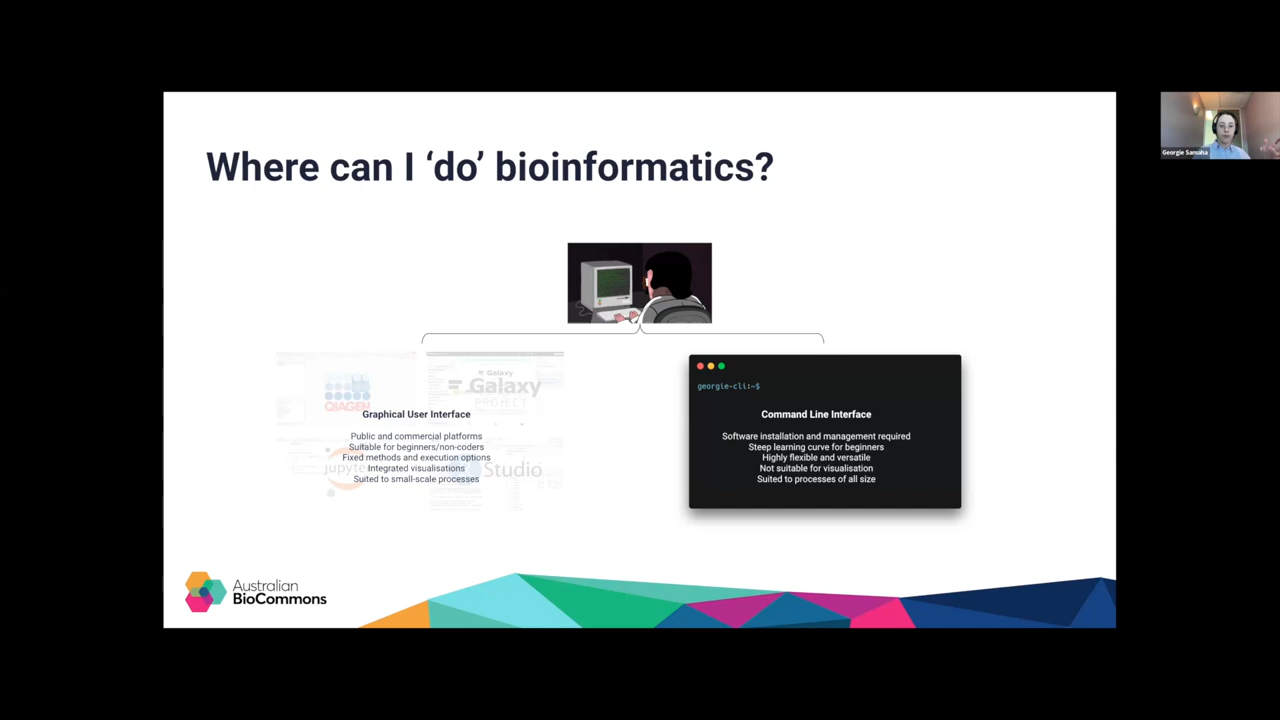 Where can I ‘do’ bioinformatics?
Georgie Samaha
QIAGEN
Galaxy
Galaxy
PROJECT
jupyte
Studio
Graphical User Interface
Public and commercial platforms
Suitable for beginners/non-coders
Fixed methods and execution options
Integrated visualisations
Suited to small-scale processes
georgie-cli:~$
Command Line Interface
Software installation and management required
Steep learning curve for beginners
Highly flexible and versatile
Not suitable for visualisation
Suited to processes of all size
Australian
BioCommons